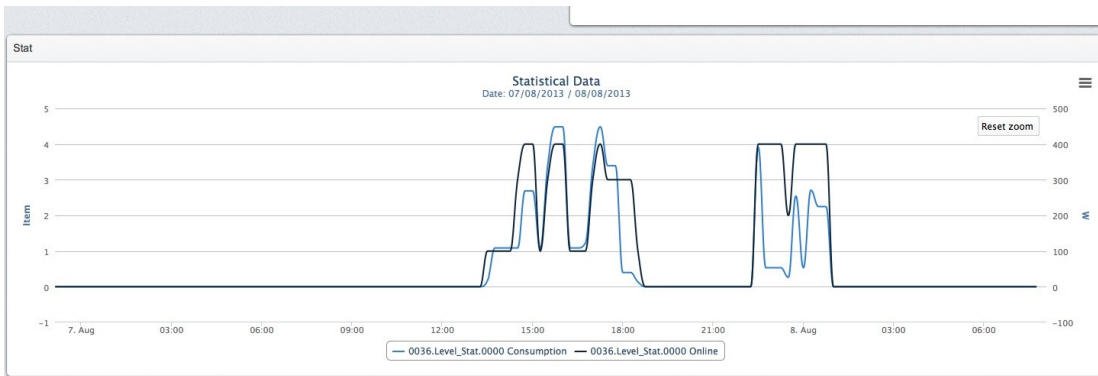 Stat
Statistical Data
Date: 07/08/2013 / 08/08/2013
Reset zoom
Item
5
4
3
2
1
0
-1
W
500
400
300
200
100
0
-100
7. Aug 03:00 06:00 09:00 12:00 15:00 18:00 21:00 8. Aug 03:00 06:00
0036.Level_Stat.0000 Consumption 0036.Level_Stat.0000 Online